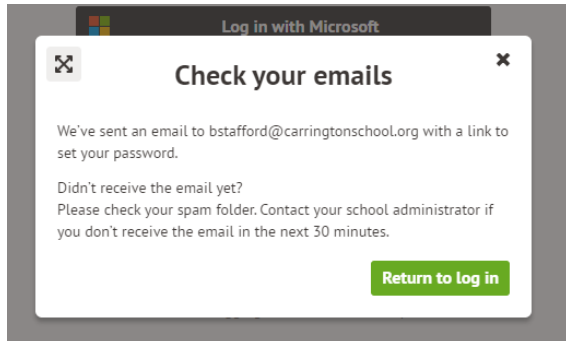 Log in with Microsoft
Check your emails
We've sent an email to bstafford@carringtonschool.org with a link to
set your password.
Didn't receive the email yet?
Please check your spam folder. Contact your school administrator if
you don't receive the email in the next 30 minutes.
Return to log in